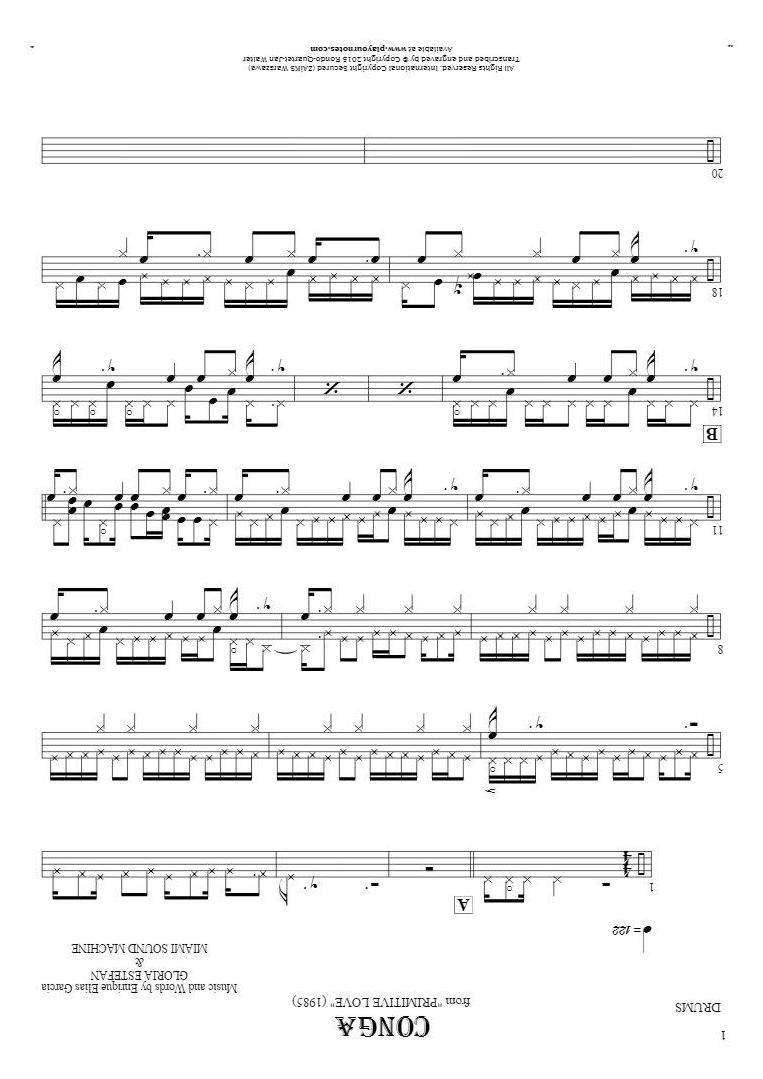 1
DRUMS
CONGA
from "PRIMITIVE LOVE" (1985)
Music and Words by Enrique Elias Garcia
GLORIA ESTEFAN
&
MIAMI SOUND MACHINE
= 122
A
1
5
8
11
B
14
18
20
All Rights Reserved. International Copyright Secured (ZAiKS Warszawa)
Transcribed and engraved by © Copyright 2015 Rondo-Quartet-Jan Walter
Available at www.playournotes.com